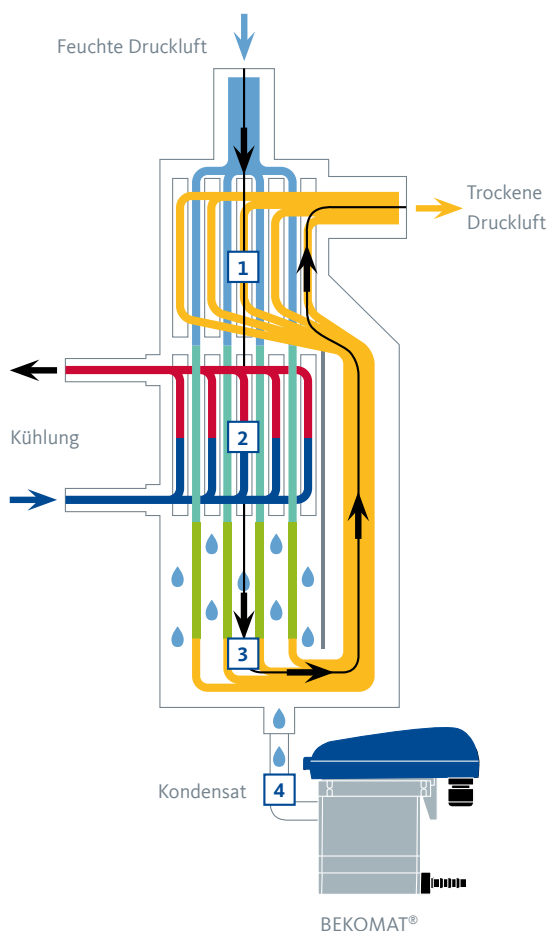 Feuchte Druckluft
Trockene
Druckluft
1
Kühlung
2
3
Kondensat
4
BEKOMAT®